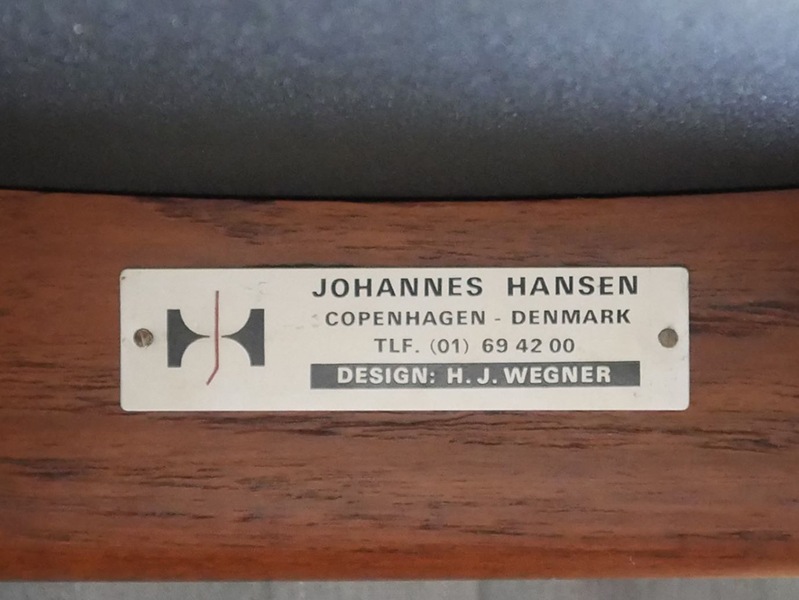 JOHANNES HANSEN
COPENHAGEN - DENMARK
TLF. (01) 69 42 00
DESIGN: H. J. WEGNER